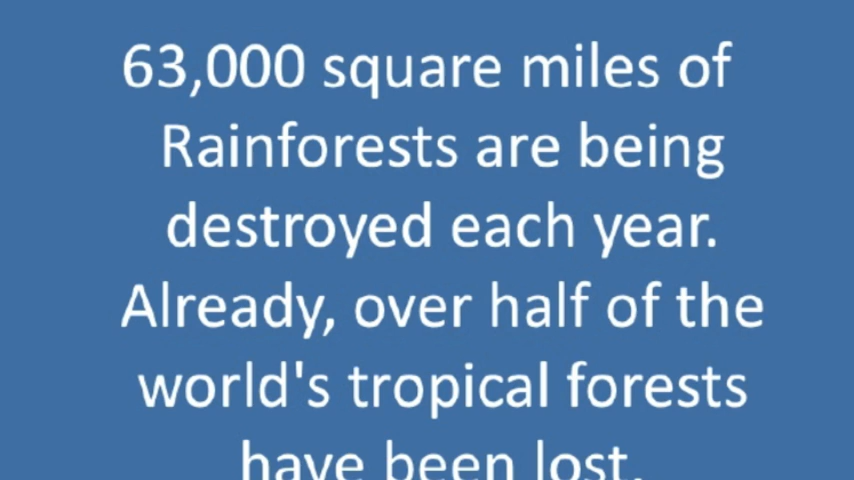 63,000 square miles of
Rainforests are being
destroyed each year.
Already, over half of the
world's tropical forests
have been lost.